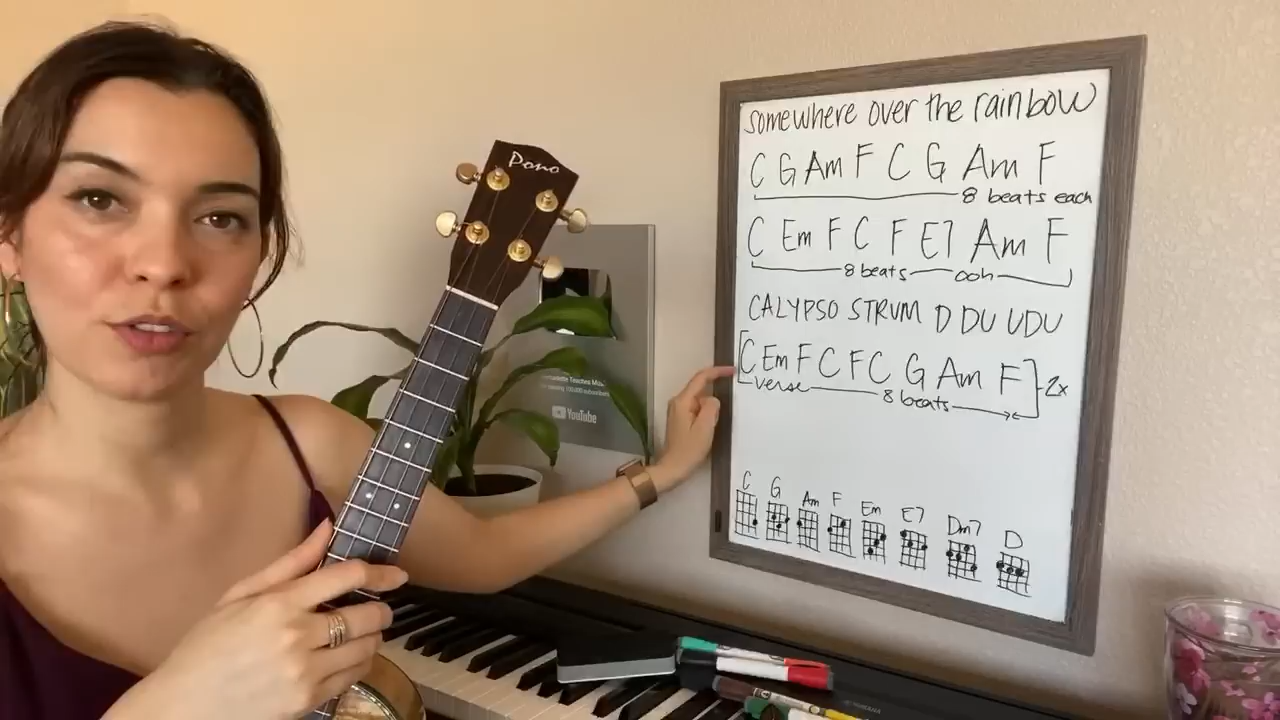 Pono
somewhere over the rainbow
C G Am F C G Am F
8 beats each
C Em F C F E7 Am F
8 beats ooh
CALYPSO STRUM D DU UDU
C Em F C F C G Am F 2x
verse 8 beats
C G Am F Em E7 Dm7 D
YouTube